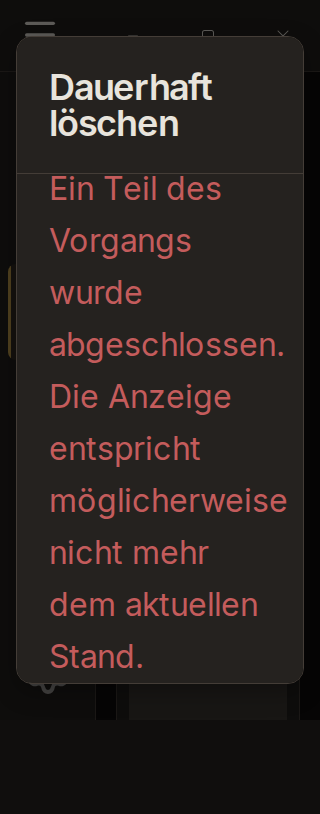 Dauerhaft
löschen
Ein Teil des
Vorgangs
wurde
abgeschlossen.
Die Anzeige
entspricht
möglicherweise
nicht mehr
dem aktuellen
Stand.